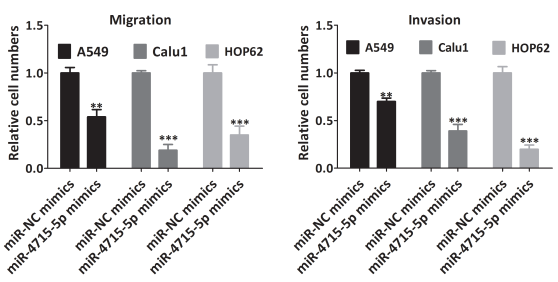 Migration
Relative cell numbers
1.5
1.0
0.5
0.0
A549
Calu1
HOP62
**
***
***
miR-NC mimics
miR-4715-5p mimics
miR-NC mimics
miR-4715-5p mimics
miR-NC mimics
miR-4715-5p mimics
Invasion
Relative cell numbers
1.5
1.0
0.5
0.0
A549
Calu1
HOP62
**
***
***
miR-NC mimics
miR-4715-5p mimics
miR-NC mimics
miR-4715-5p mimics
miR-NC mimics
miR-4715-5p mimics